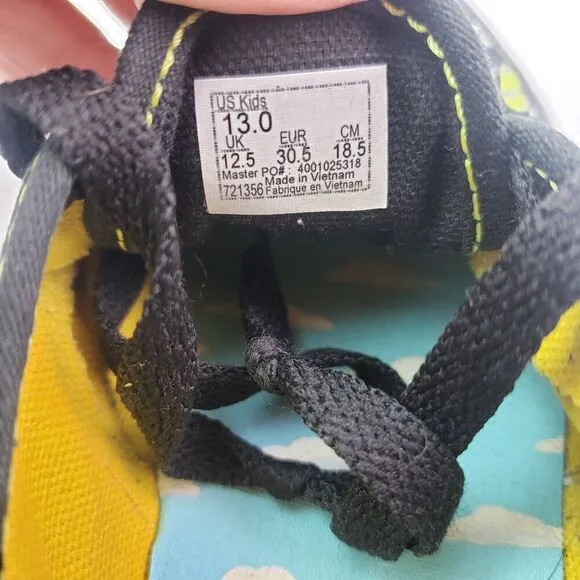 US Kids
13.0
UK EUR CM
12.5 30.5 18.5
Master PO# : 4001025318
Made in Vietnam
721356 Fabrique en Vietnam